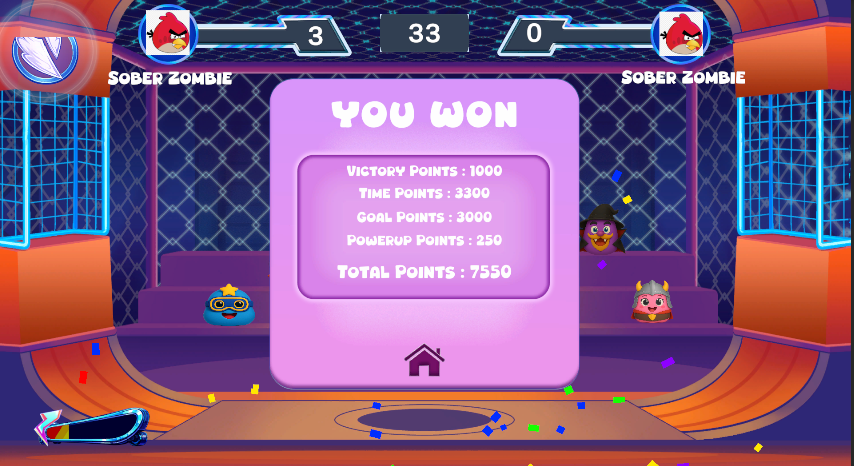 3
33
0
SOBER ZOMBIE
SOBER ZOMBIE
YOU WON
VICTORY POINTS : 1000
TIME POINTS : 3300
GOAL POINTS : 3000
POWERUP POINTS : 250
TOTAL POINTS : 7550